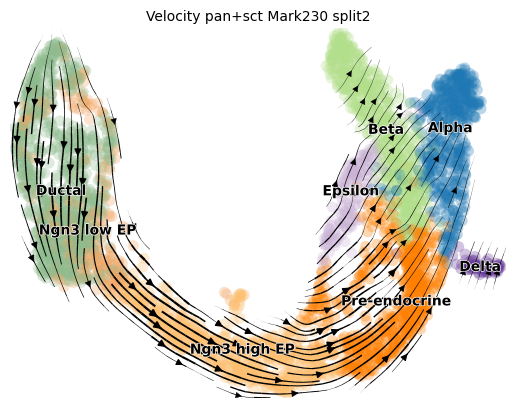 Velocity pan+sct Mark230 split2
Beta
Alpha
Ductal
Epsilon
Ngn3 low EP
Delta
Pre-endocrine
Ngn3 high EP